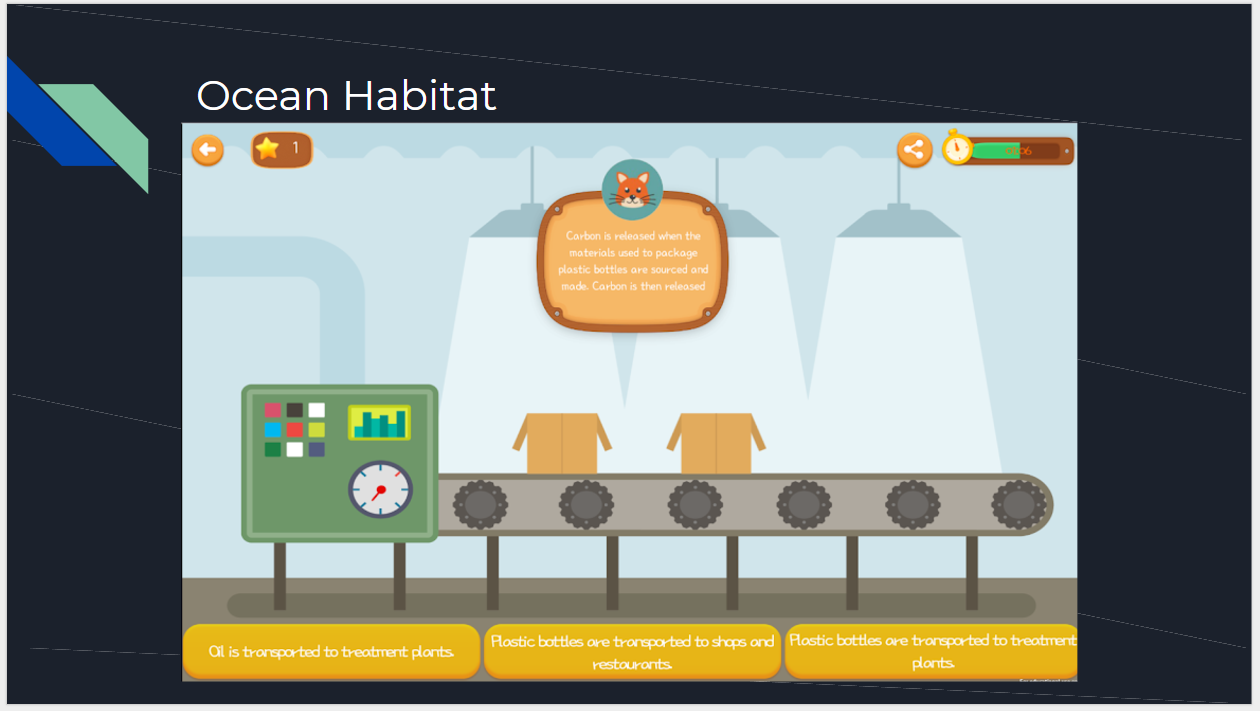 Ocean Habitat
1
Carbon is released when the
materials used to package
plastic bottles are sourced and
made. Carbon is then released
Oil is transported to treatment plants.
Plastic bottles are transported to shops and
restaurants.
Plastic bottles are transported to treatment
plants.